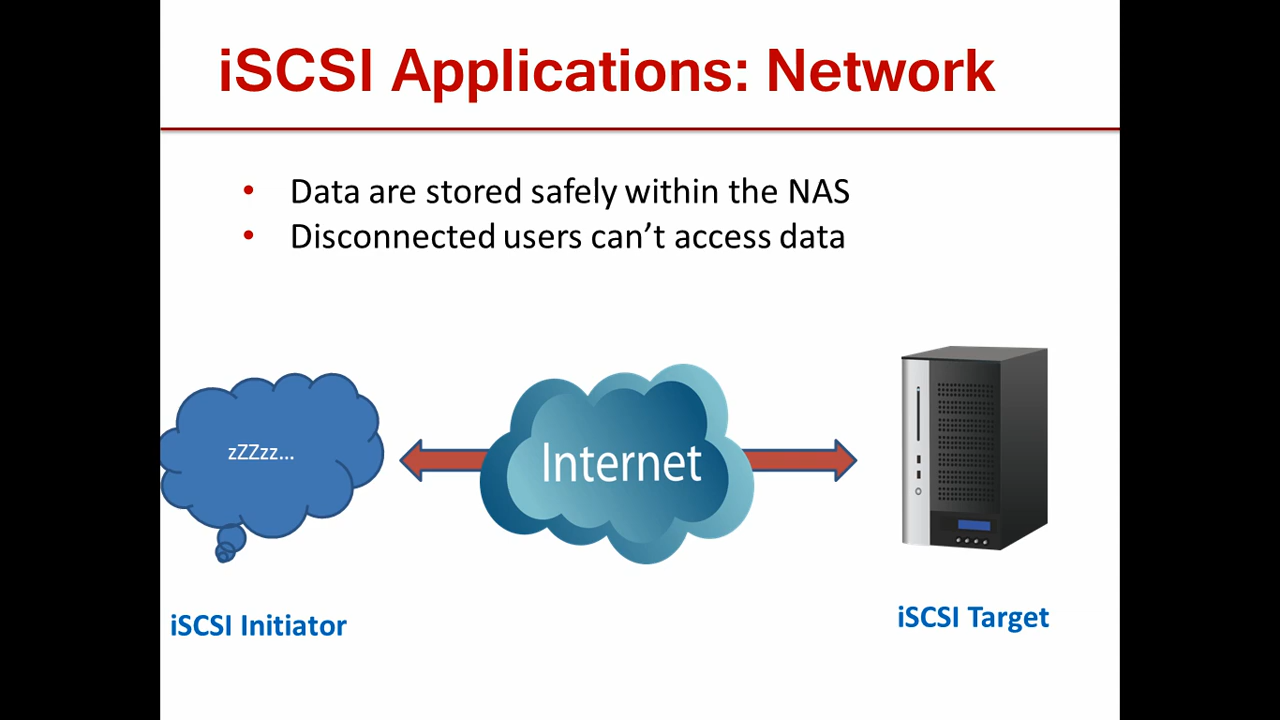 iSCSI Applications: Network
• Data are stored safely within the NAS
• Disconnected users can't access data
zZZzz...
Internet
iSCSI Initiator
iSCSI Target